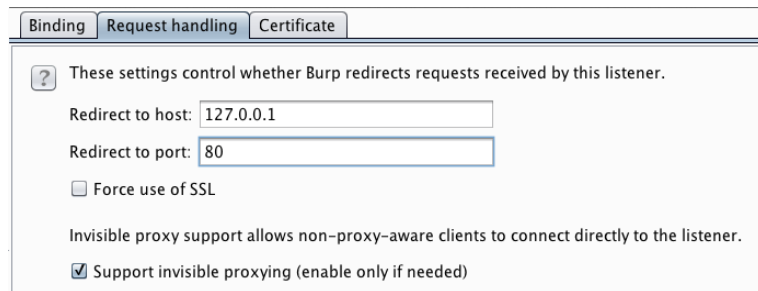 Binding Request handling Certificate
? These settings control whether Burp redirects requests received by this listener.
Redirect to host: 127.0.0.1
Redirect to port: 80
Force use of SSL
Invisible proxy support allows non-proxy-aware clients to connect directly to the listener.
Support invisible proxying (enable only if needed)